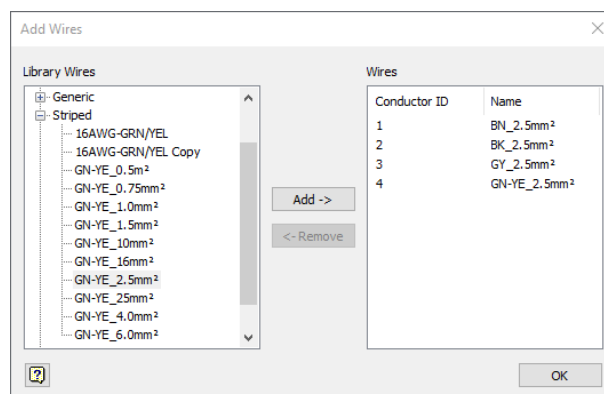 Add Wires
Library Wires
Generic
Striped
16AWG-GRN/YEL
16AWG-GRN/YEL Copy
GN-YE_0.5m²
GN-YE_0.75mm²
GN-YE_1.0mm²
GN-YE_1.5mm²
GN-YE_10mm²
GN-YE_16mm²
GN-YE_2.5mm²
GN-YE_25mm²
GN-YE_4.0mm²
GN-YE_6.0mm²
Add ->
<- Remove
Wires
Conductor ID Name
1 BN_2.5mm²
2 BK_2.5mm²
3 GY_2.5mm²
4 GN-YE_2.5mm²
?
OK